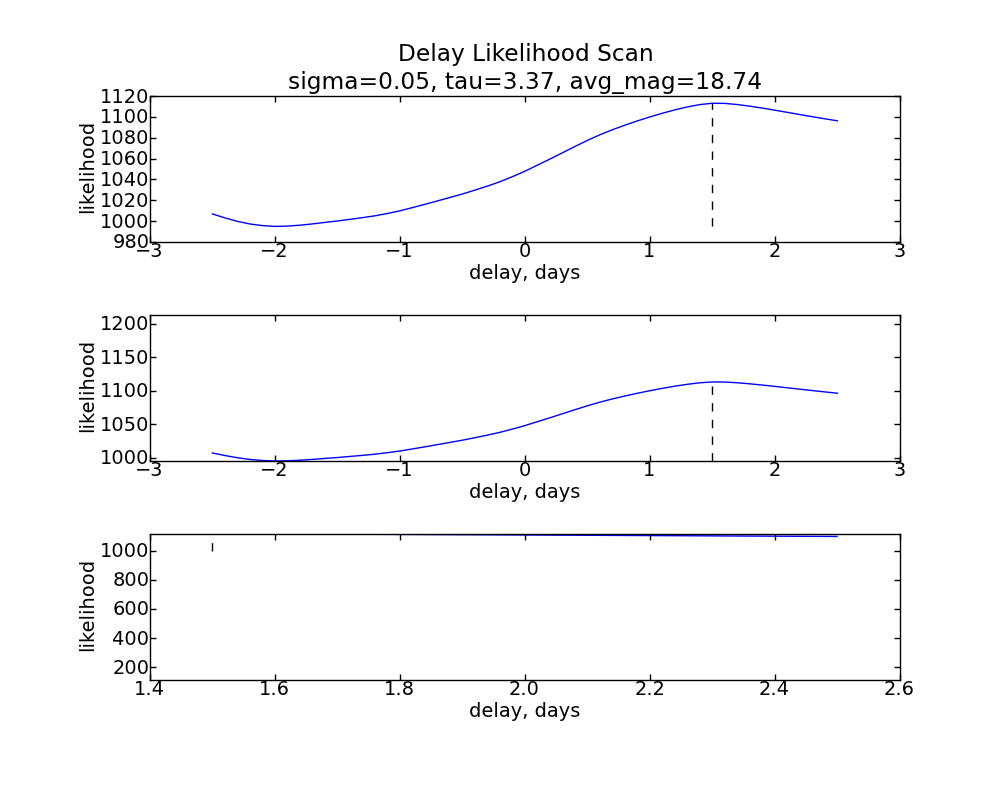 Delay Likelihood Scan
sigma=0.05, tau=3.37, avg_mag=18.74
1120
1100
1080
1060
1040
1020
1000
980
likelihood
−3 −2 −1 0 1 2 3
delay, days
1200
1150
1100
1050
1000
likelihood
−3 −2 −1 0 1 2 3
delay, days
1000
800
600
400
200
likelihood
1.4 1.6 1.8 2.0 2.2 2.4 2.6
delay, days